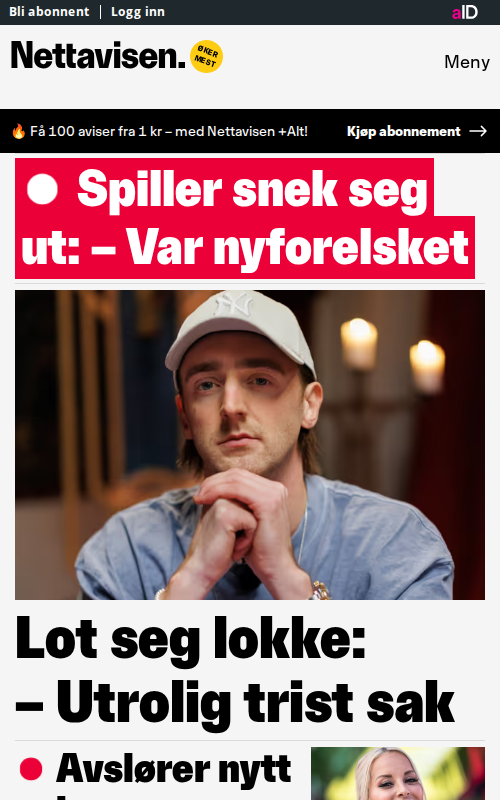 Bli abonnent | Logg inn
aID
Nettavisen.
ØKER
MEST
Meny
🔥 Få 100 aviser fra 1 kr – med Nettavisen +Alt!
Kjøp abonnement →
Spiller snek seg
ut: – Var nyforelsket
NY
Lot seg lokke:
– Utrolig trist sak
Avslører nytt